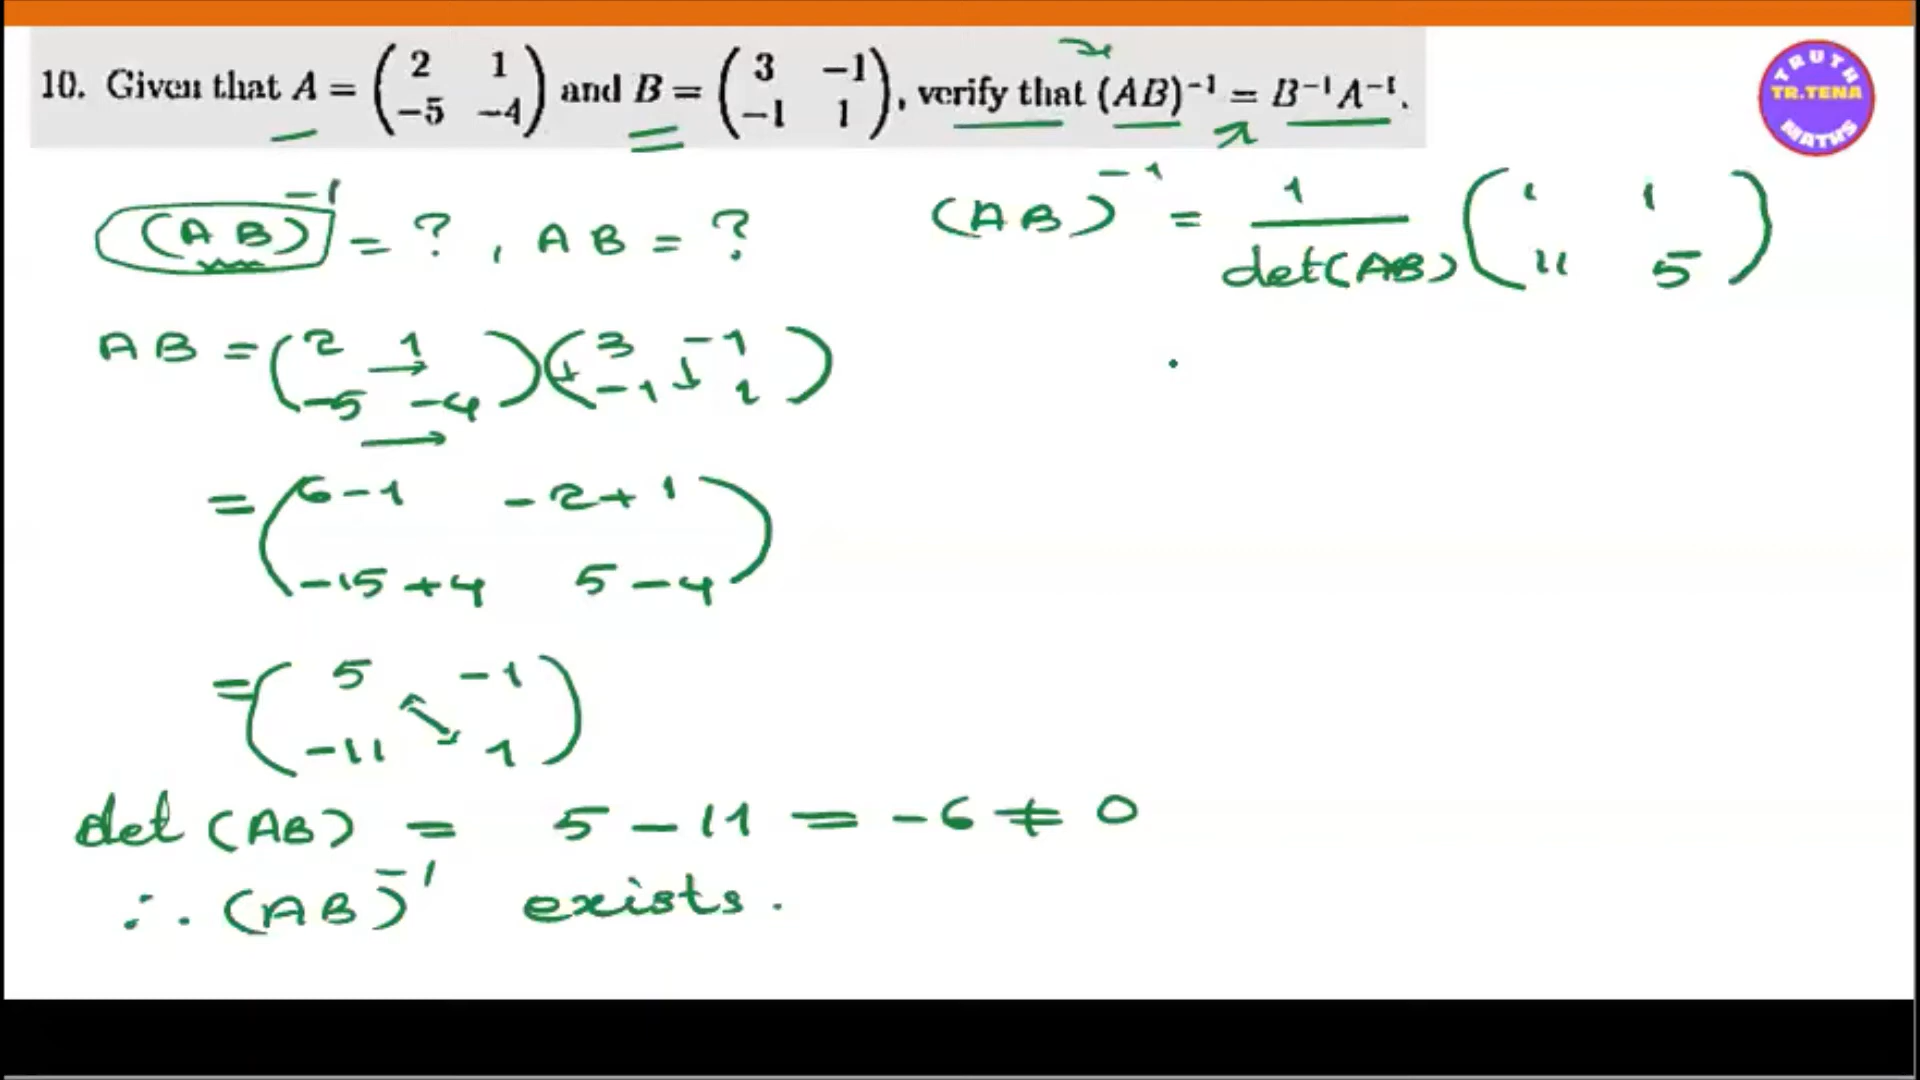 10. Given that A = ( 2 1 -5 -4 ) and B = ( 3 -1 -1 1 ), verify that (AB)⁻¹ = B⁻¹A⁻¹.
TRUTH
TR.TENA
MATHS
(AB)⁻¹ = ? , AB = ?
(AB)⁻¹ = 1 / det(AB) ( 1 1 11 5 )
AB = ( 2 1 -5 -4 ) ( 3 -1 -1 1 )
= ( 6-1 -2+1 -15+4 5-4 )
= ( 5 -1 -11 1 )
det (AB) = 5 - 11 = -6 ≠ 0
∴ (AB)⁻¹ exists.